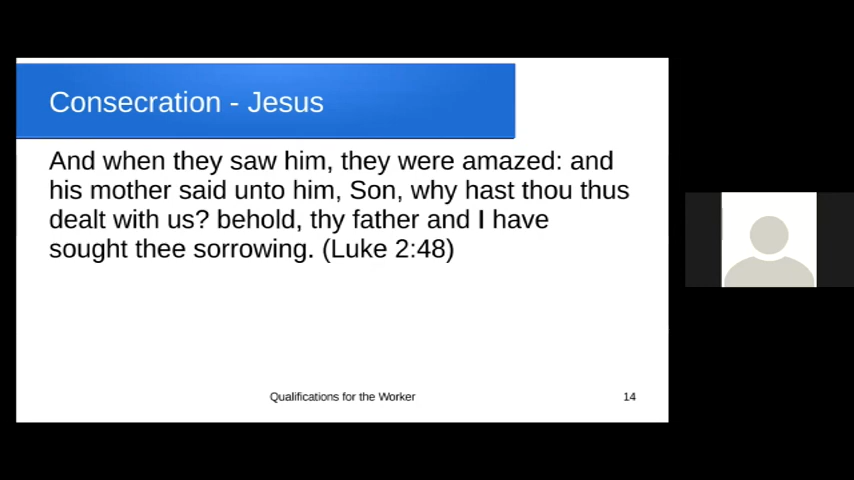 Consecration - Jesus
And when they saw him, they were amazed: and
his mother said unto him, Son, why hast thou thus
dealt with us? behold, thy father and I have
sought thee sorrowing. (Luke 2:48)
Qualifications for the Worker
14